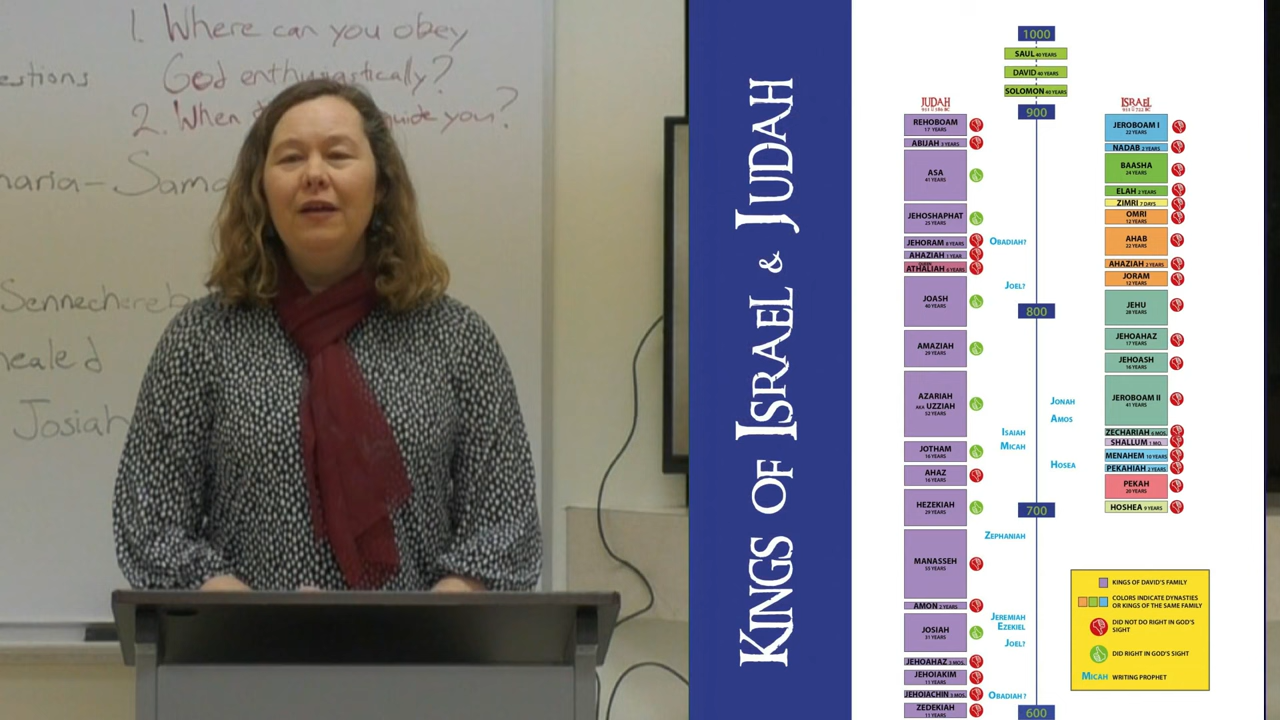 1. Where can you obey
estions
God enthusiastically?
2.
naria-
Sennacherib
nealed
Josiah
KINGS OF ISRAEL & JUDAH
1000
SAUL 40 YEARS
DAVID 40 YEARS
SOLOMON 40 YEARS
900
JUDAH
REHOBOAM
17 YEARS
ABIJAH 3 YEARS
ASA
41 YEARS
JEHOSHAPHAT
25 YEARS
JEHORAM 8 YEARS
AHAZIAH 1 YEAR
ATHALIAH 6 YEARS
JOASH
40 YEARS
AMAZIAH
29 YEARS
AZARIAH
AKA UZZIAH
52 YEARS
JOTHAM
16 YEARS
AHAZ
16 YEARS
HEZEKIAH
29 YEARS
MANASSEH
55 YEARS
AMON 2 YEARS
JOSIAH
31 YEARS
JEHOAHAZ 3 MOS.
JEHOIAKIM
11 YEARS
JEHOIACHIN 3 MOS.
ZEDEKIAH
11 YEARS
OBADIAH?
JOEL?
800
JONAH
AMOS
ISAIAH
MICAH
HOSEA
700
ZEPHANIAH
JEREMIAH
EZEKIEL
JOEL?
OBADIAH?
600
ISRAEL
JEROBOAM I
22 YEARS
NADAB 2 YEARS
BAASHA
24 YEARS
ELAH 2 YEARS
ZIMRI 7 DAYS
OMRI
12 YEARS
AHAB
22 YEARS
AHAZIAH 2 YEARS
JORAM
12 YEARS
JEHU
28 YEARS
JEHOAHAZ
17 YEARS
JEHOASH
16 YEARS
JEROBOAM II
41 YEARS
ZECHARIAH 6 MOS.
SHALLUM 1 MO.
MENAHEM 10 YEARS
PEKAHIAH 2 YEARS
PEKAH
20 YEARS
HOSHEA 9 YEARS
KINGS OF DAVID'S FAMILY
COLORS INDICATE DYNASTIES
OR KINGS OF THE SAME FAMILY
DID NOT DO RIGHT IN GOD'S
SIGHT
DID RIGHT IN GOD'S SIGHT
MICAH WRITING PROPHET